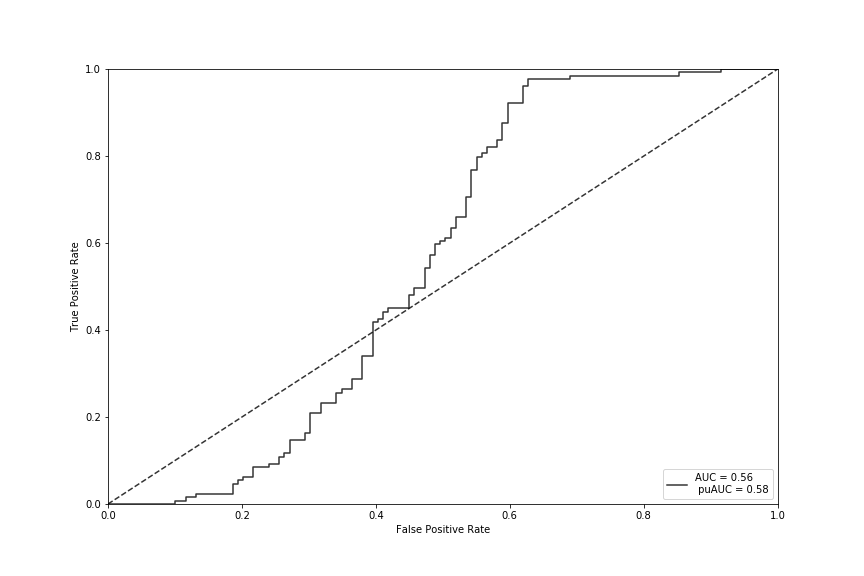 1.0
0.8
0.6
0.4
0.2
0.0
True Positive Rate
0.0 0.2 0.4 0.6 0.8 1.0
False Positive Rate
AUC = 0.56
puAUC = 0.58